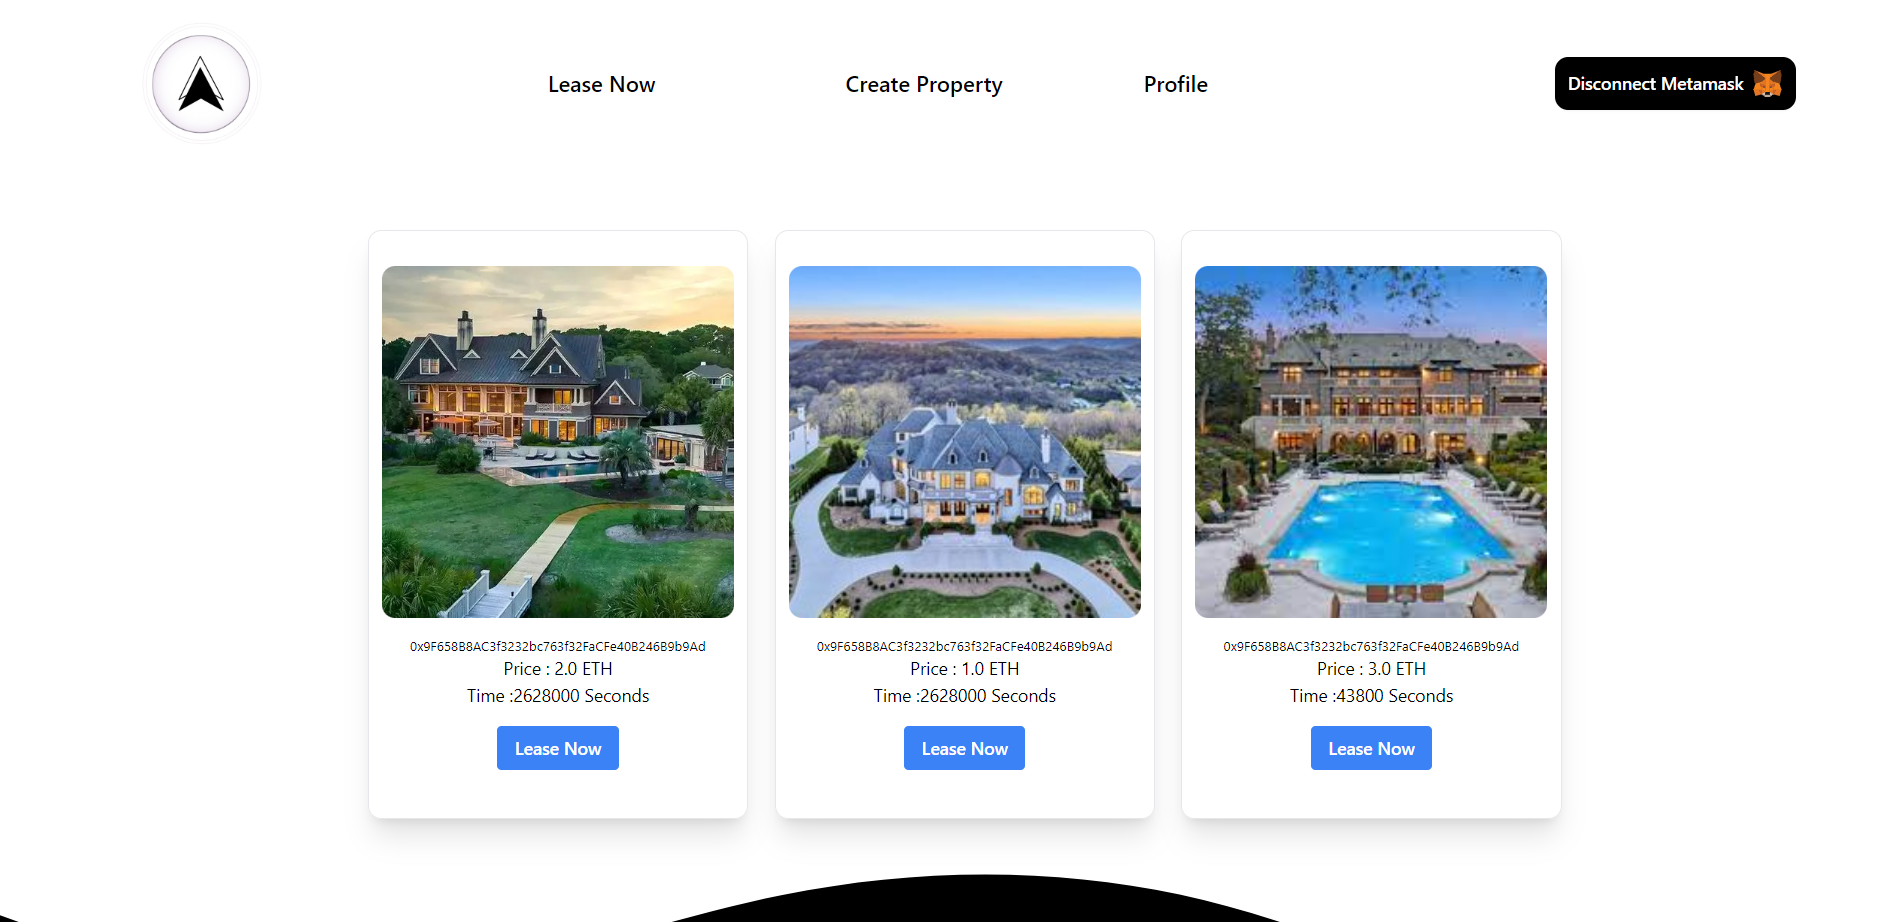 Lease Now
Create Property
Profile
Disconnect Metamask
0x9F658B8AC3f3232bc763f32FaCFe40B246B9b9Ad
Price : 2.0 ETH
Time :2628000 Seconds
Lease Now
0x9F658B8AC3f3232bc763f32FaCFe40B246B9b9Ad
Price : 1.0 ETH
Time :2628000 Seconds
Lease Now
0x9F658B8AC3f3232bc763f32FaCFe40B246B9b9Ad
Price : 3.0 ETH
Time :43800 Seconds
Lease Now